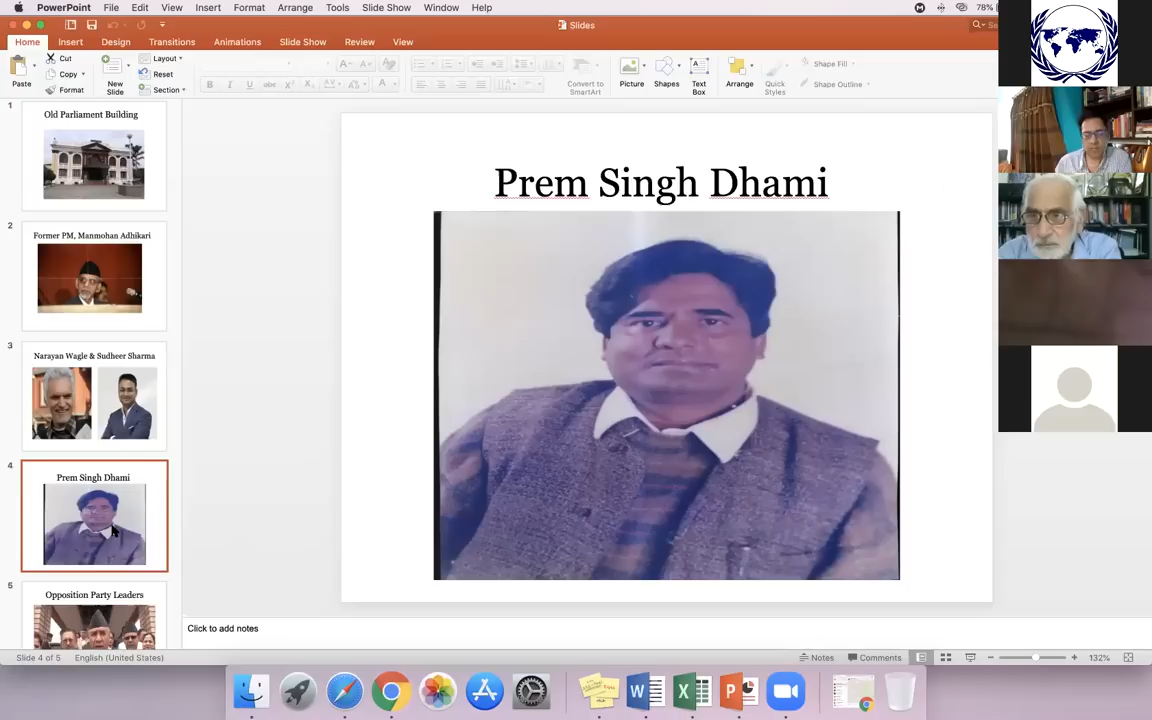 PowerPoint File Edit View Insert Format Arrange Tools Slide Show Window Help 78%
Slides
Home Insert Design Transitions Animations Slide Show Review View
Paste Cut Copy Format New Slide Layout Reset Section Convert to SmartArt Picture Shapes Text Box Arrange Quick Styles Shape Fill Shape Outline
1
Old Parliament Building
2
Former PM, Manmohan Adhikari
3
Narayan Wagle & Sudheer Sharma
4
Prem Singh Dhami
5
Opposition Party Leaders
Prem Singh Dhami
Click to add notes
Slide 4 of 5 English (United States) Notes Comments 132%